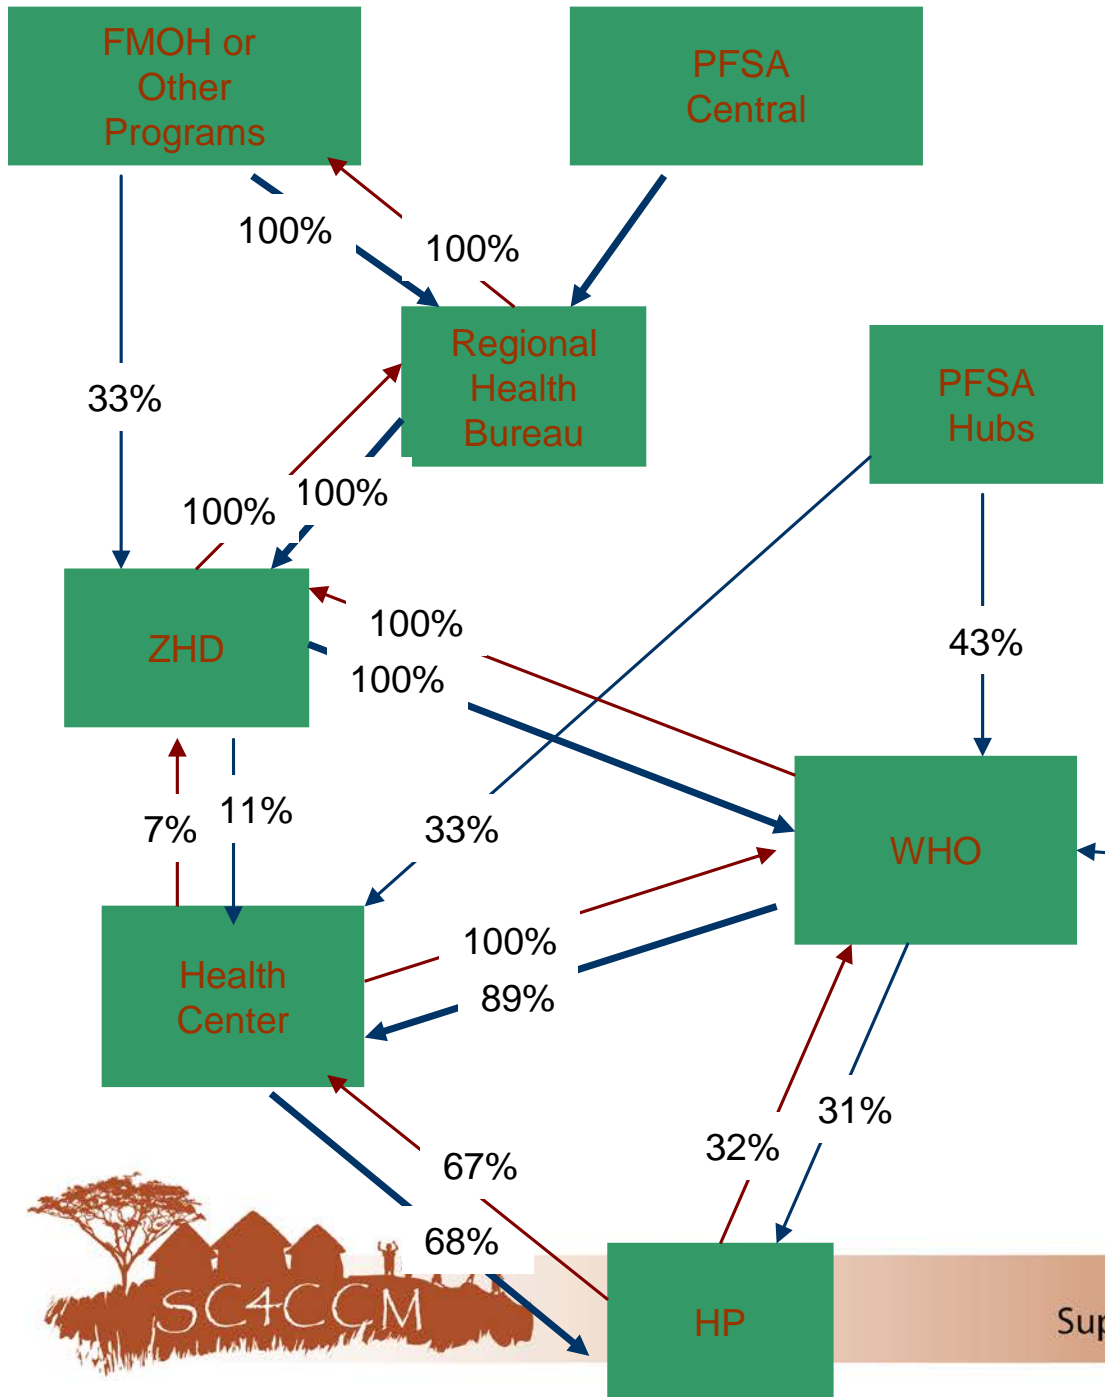 FMOH or
Other
Programs
PFSA
Central
100%
100%
Regional
Health
Bureau
PFSA
Hubs
33%
100%
100%
ZHD
100%
100%
43%
7%
11%
33%
WHO
Health
Center
100%
89%
31%
32%
67%
68%
SC4CCM
HP
Sup